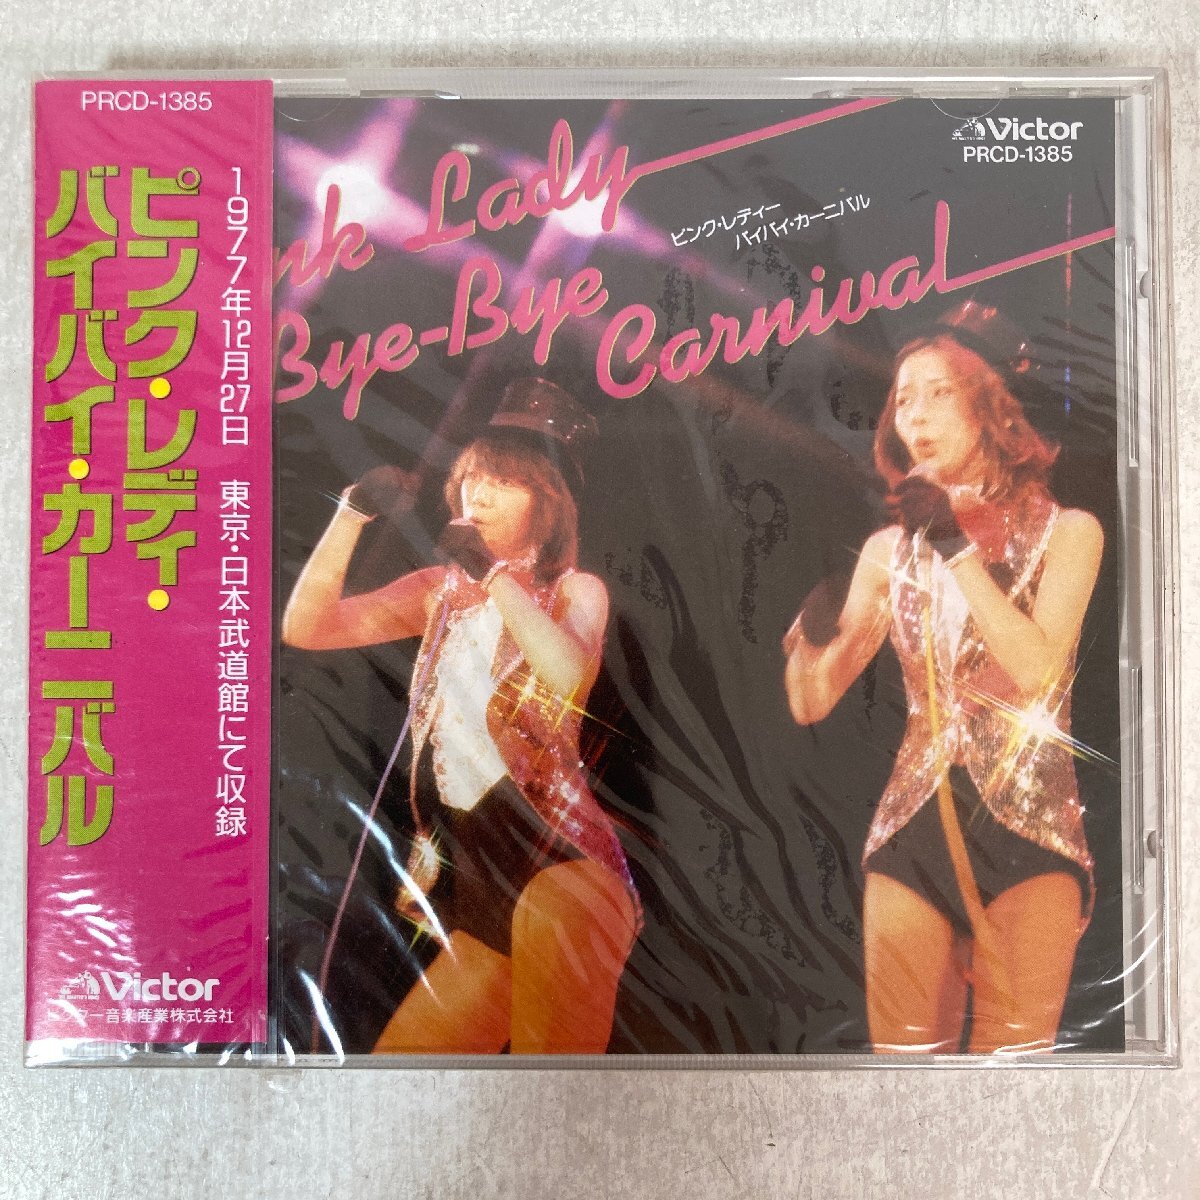 PRCD-1385
ピンク・レディ・
バイバイ・カーニバル
1977年12月27日 東京・日本武道館にて収録
Victor
ビクター音楽産業株式会社
Victor
PRCD-1385
Lady
ピンク・レディー
バイバイ・カーニバル
Bye-Bye
Carnival